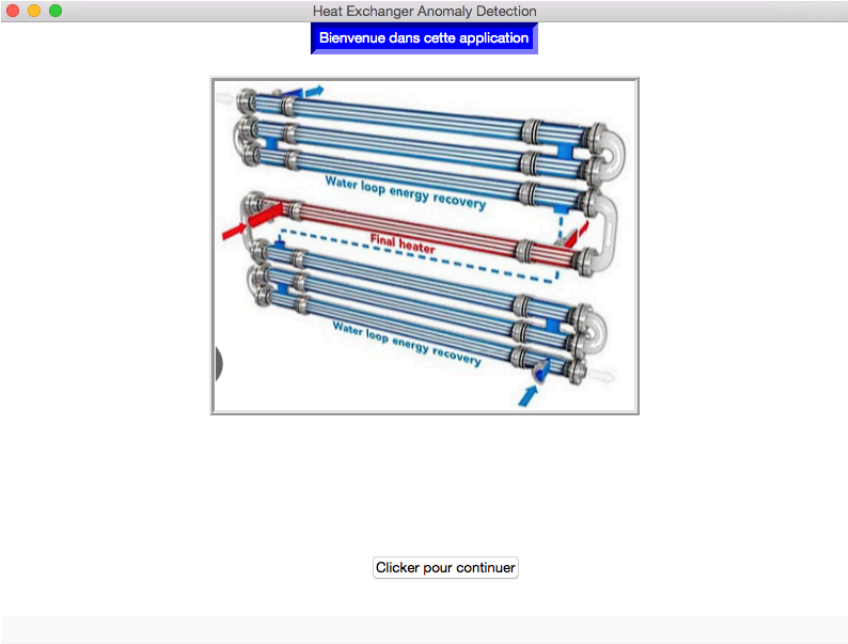 Heat Exchanger Anomaly Detection
Bienvenue dans cette application
Water loop energy recovery
Final heater
Water loop energy recovery
Clicker pour continuer